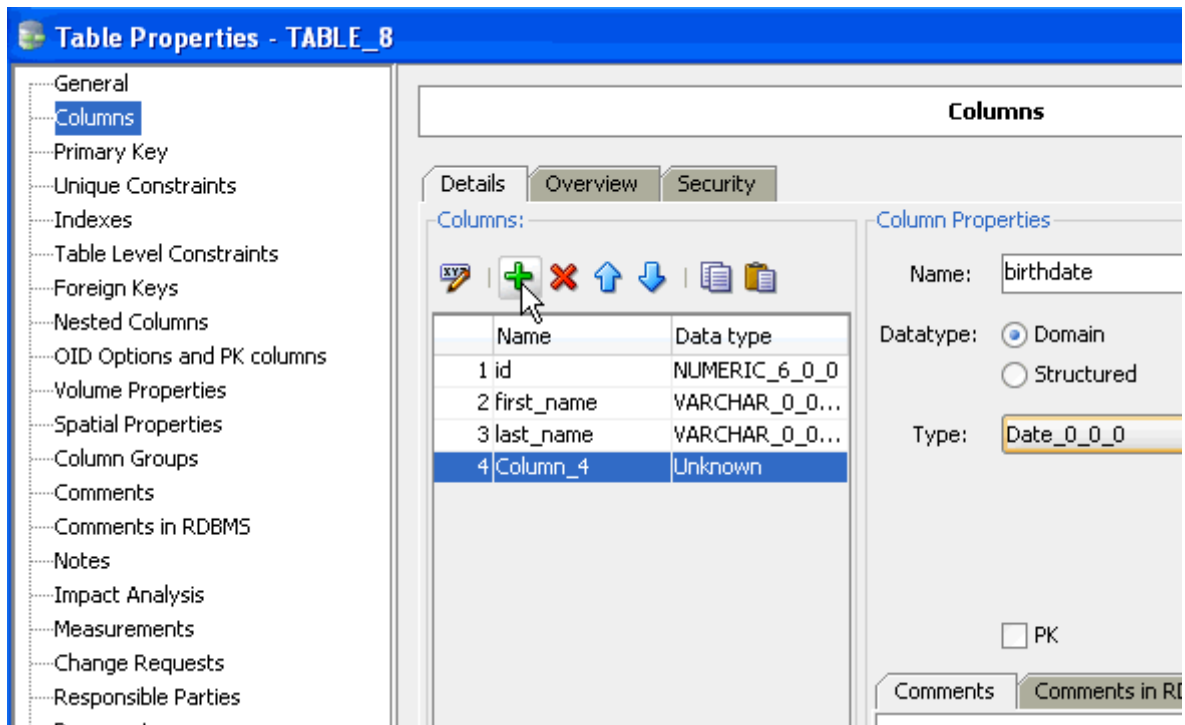 Table Properties - TABLE_8
General
Columns
Primary Key
Unique Constraints
Indexes
Table Level Constraints
Foreign Keys
Nested Columns
OID Options and PK columns
Volume Properties
Spatial Properties
Column Groups
Comments
Comments in RDBMS
Notes
Impact Analysis
Measurements
Change Requests
Responsible Parties
Columns
Details Overview Security
Columns:
XYZ
Name Data type
1 id NUMERIC_6_0_0
2 first_name VARCHAR_0_0...
3 last_name VARCHAR_0_0...
4 Column_4 Unknown
Column Properties
Name: birthdate
Datatype: Domain
Structured
Type: Date_0_0_0
PK
Comments Comments in RD